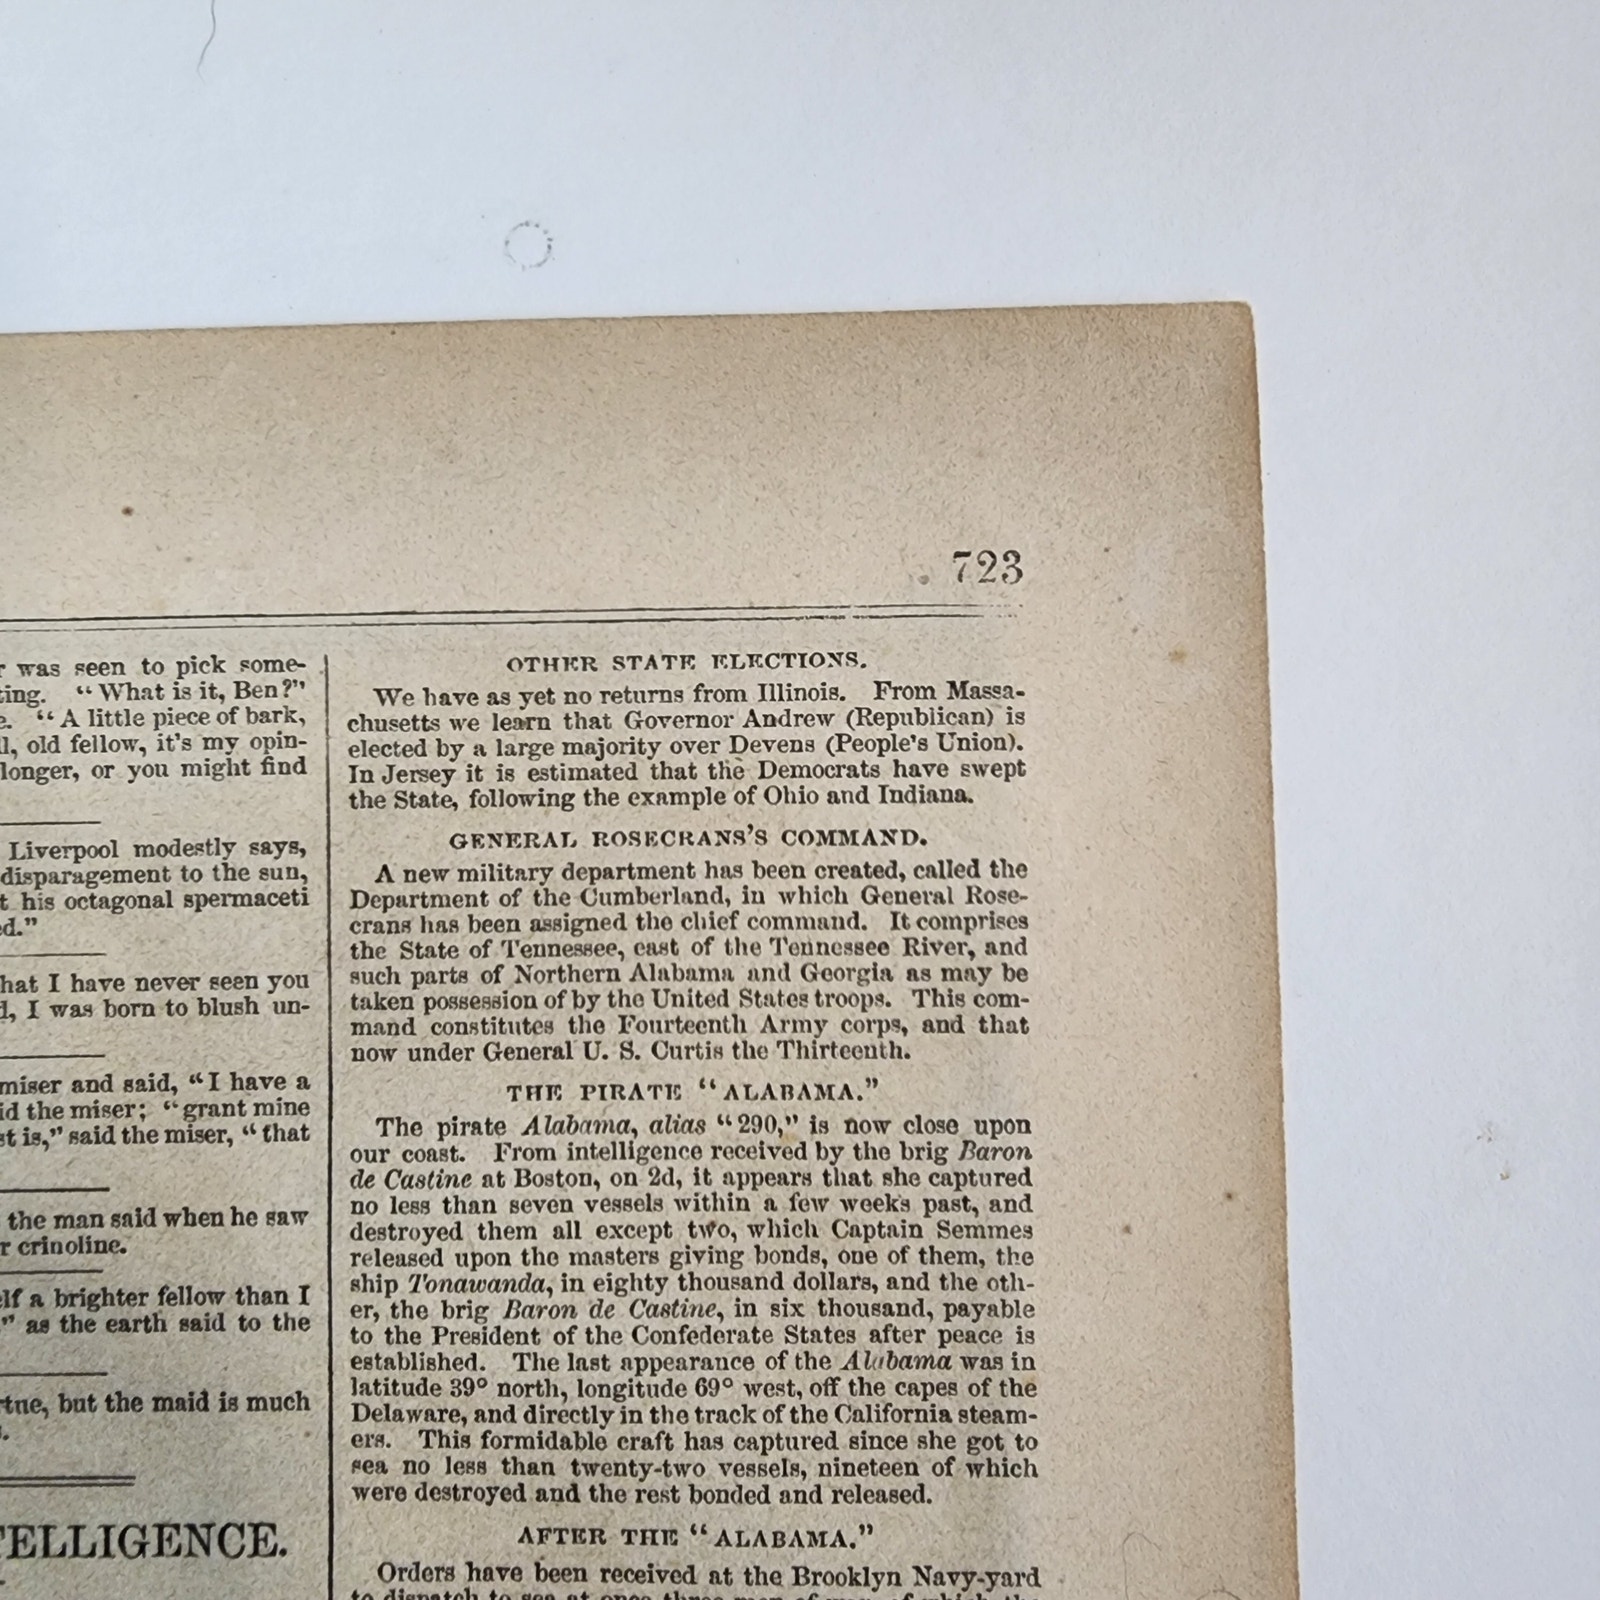 723
r was seen to pick some-
ting. “What is it, Ben?”
e. “A little piece of bark,
ll, old fellow, it’s my opin-
longer, or you might find
Liverpool modestly says,
disparagement to the sun,
t his octagonal spermaceti
ed.”
hat I have never seen you
d, I was born to blush un-
miser and said, “I have a
id the miser; “grant mine
st is,” said the miser, “that
the man said when he saw
r crinoline.
elf a brighter fellow than I
” as the earth said to the
rtue, but the maid is much
s.
TELLIGENCE.
OTHER STATE ELECTIONS.
We have as yet no returns from Illinois. From Massa-
chusetts we learn that Governor Andrew (Republican) is
elected by a large majority over Devens (People’s Union).
In Jersey it is estimated that the Democrats have swept
the State, following the example of Ohio and Indiana.
GENERAL ROSECRANS’S COMMAND.
A new military department has been created, called the
Department of the Cumberland, in which General Rose-
crans has been assigned the chief command. It comprises
the State of Tennessee, east of the Tennessee River, and
such parts of Northern Alabama and Georgia as may be
taken possession of by the United States troops. This com-
mand constitutes the Fourteenth Army corps, and that
now under General U. S. Curtis the Thirteenth.
THE PIRATE “ALABAMA.”
The pirate Alabama, alias “290,” is now close upon
our coast. From intelligence received by the brig Baron
de Castine at Boston, on 2d, it appears that she captured
no less than seven vessels within a few weeks past, and
destroyed them all except two, which Captain Semmes
released upon the masters giving bonds, one of them, the
ship Tonawanda, in eighty thousand dollars, and the oth-
er, the brig Baron de Castine, in six thousand, payable
to the President of the Confederate States after peace is
established. The last appearance of the Alabama was in
latitude 39° north, longitude 69° west, off the capes of the
Delaware, and directly in the track of the California steam-
ers. This formidable craft has captured since she got to
sea no less than twenty-two vessels, nineteen of which
were destroyed and the rest bonded and released.
AFTER THE “ALABAMA.”
Orders have been received at the Brooklyn Navy-yard
to dispatch to sea at once three men-of-war, of which the